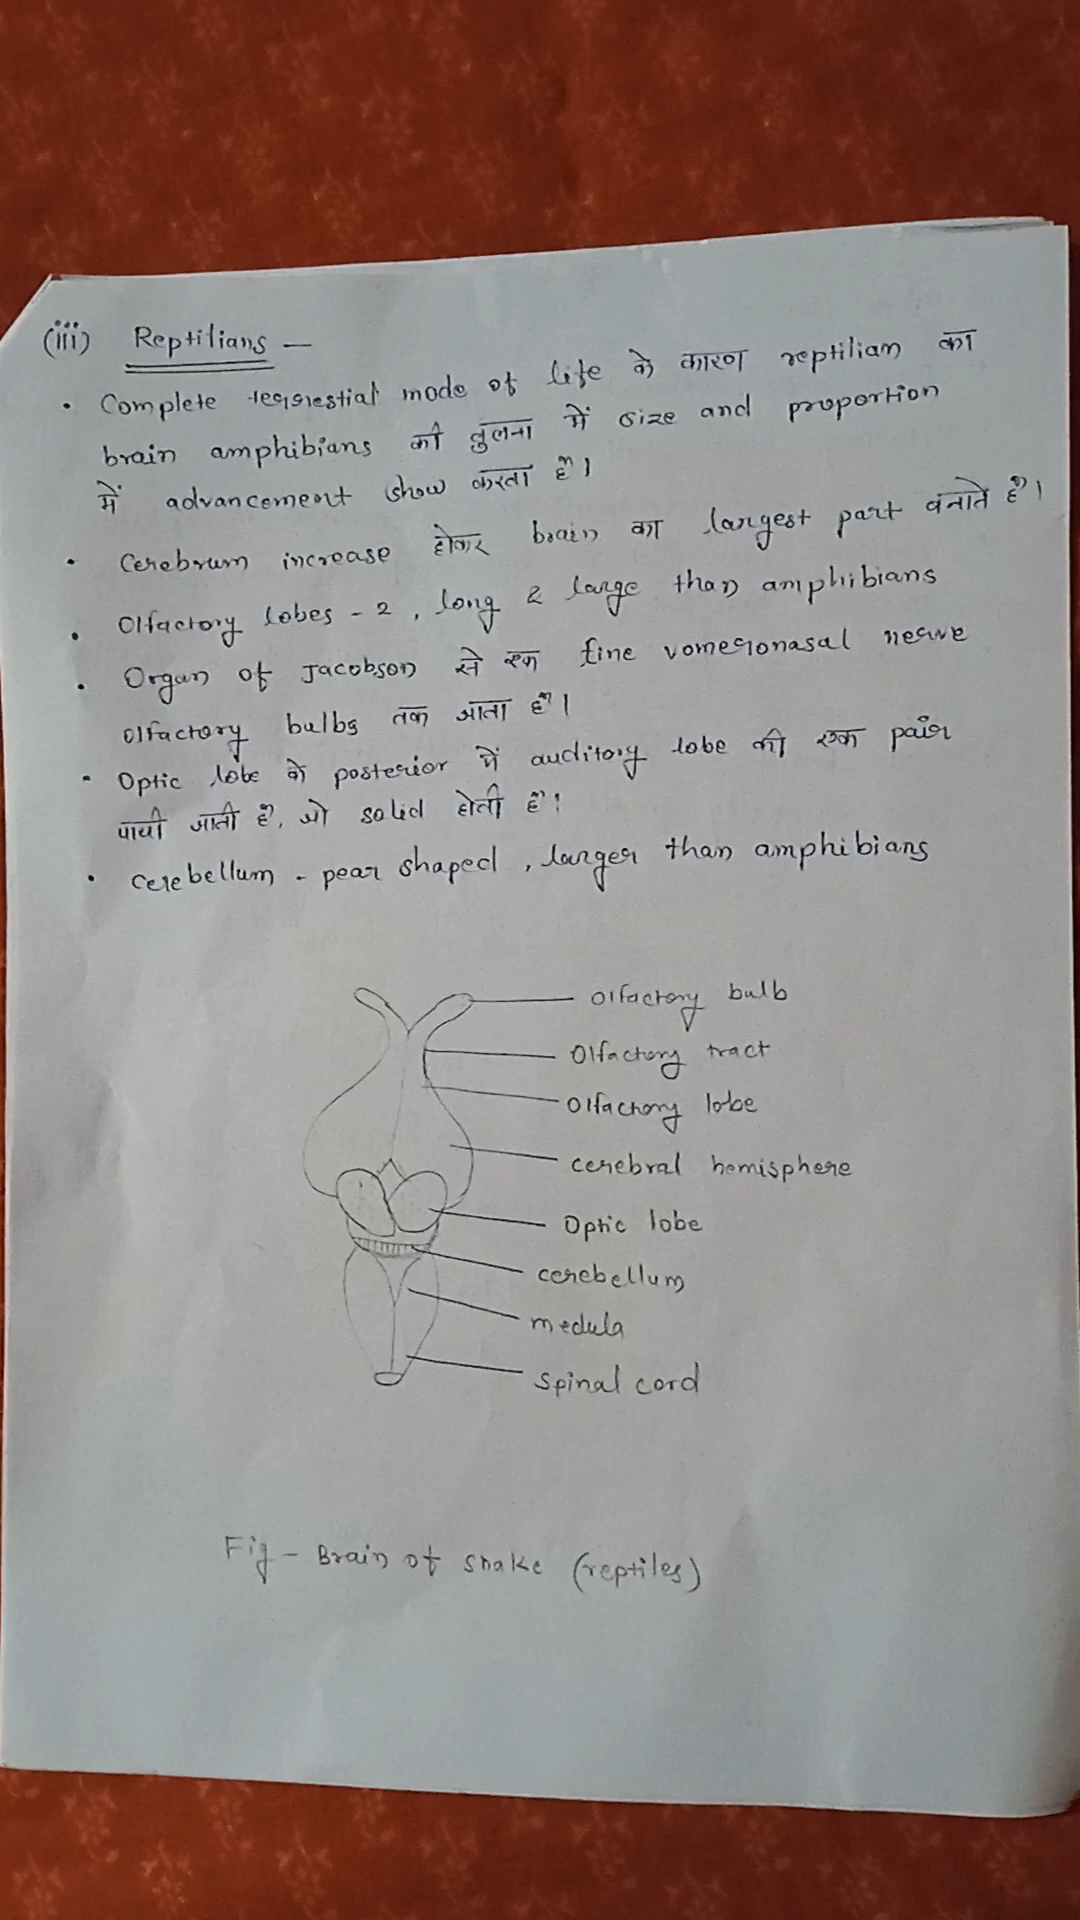 (iii) Reptilians —
• Complete terrestial mode of life के कारण reptilian का
brain amphibians की तुलना में size and proportion
में advancement show करता है।
• Cerebrum increase होकर brain का largest part बनाते है।
• Olfactory lobes - 2, long & large than amphibians
• Organ of Jacobson से एक fine vomeronasal nerve
olfactory bulbs तक आता है।
• Optic lobe के posterior में auditory lobe की एक pair
पायी जाती है, जो solid होती है।
• cerebellum - pear shaped, larger than amphibians
Olfactory bulb
Olfactory tract
Olfactory lobe
cerebral hemisphere
Optic lobe
cerebellum
medula
Spinal cord
Fig - Brain of snake (reptiles)